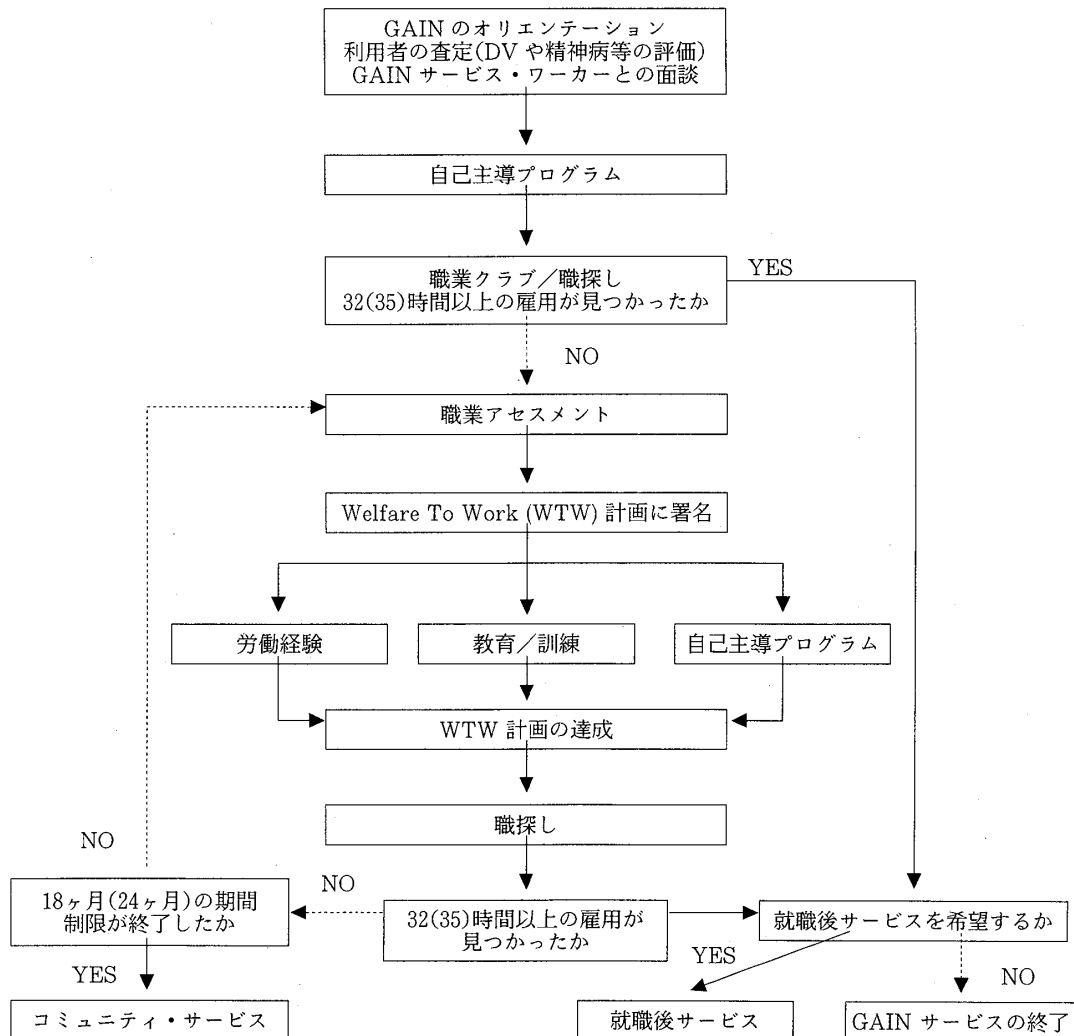 GAIN のオリエンテーション
利用者の査定(DV や精神病等の評価)
GAIN サービス・ワーカーとの面談
自己主導プログラム
職業クラブ／職探し
32(35)時間以上の雇用が見つかったか
YES
NO
職業アセスメント
Welfare To Work (WTW) 計画に署名
労働経験
教育／訓練
自己主導プログラム
WTW 計画の達成
職探し
NO
18ヶ月(24ヶ月)の期間
制限が終了したか
NO
32(35)時間以上の雇用が
見つかったか
就職後サービスを希望するか
YES
YES
NO
コミュニティ・サービス
就職後サービス
GAIN サービスの終了